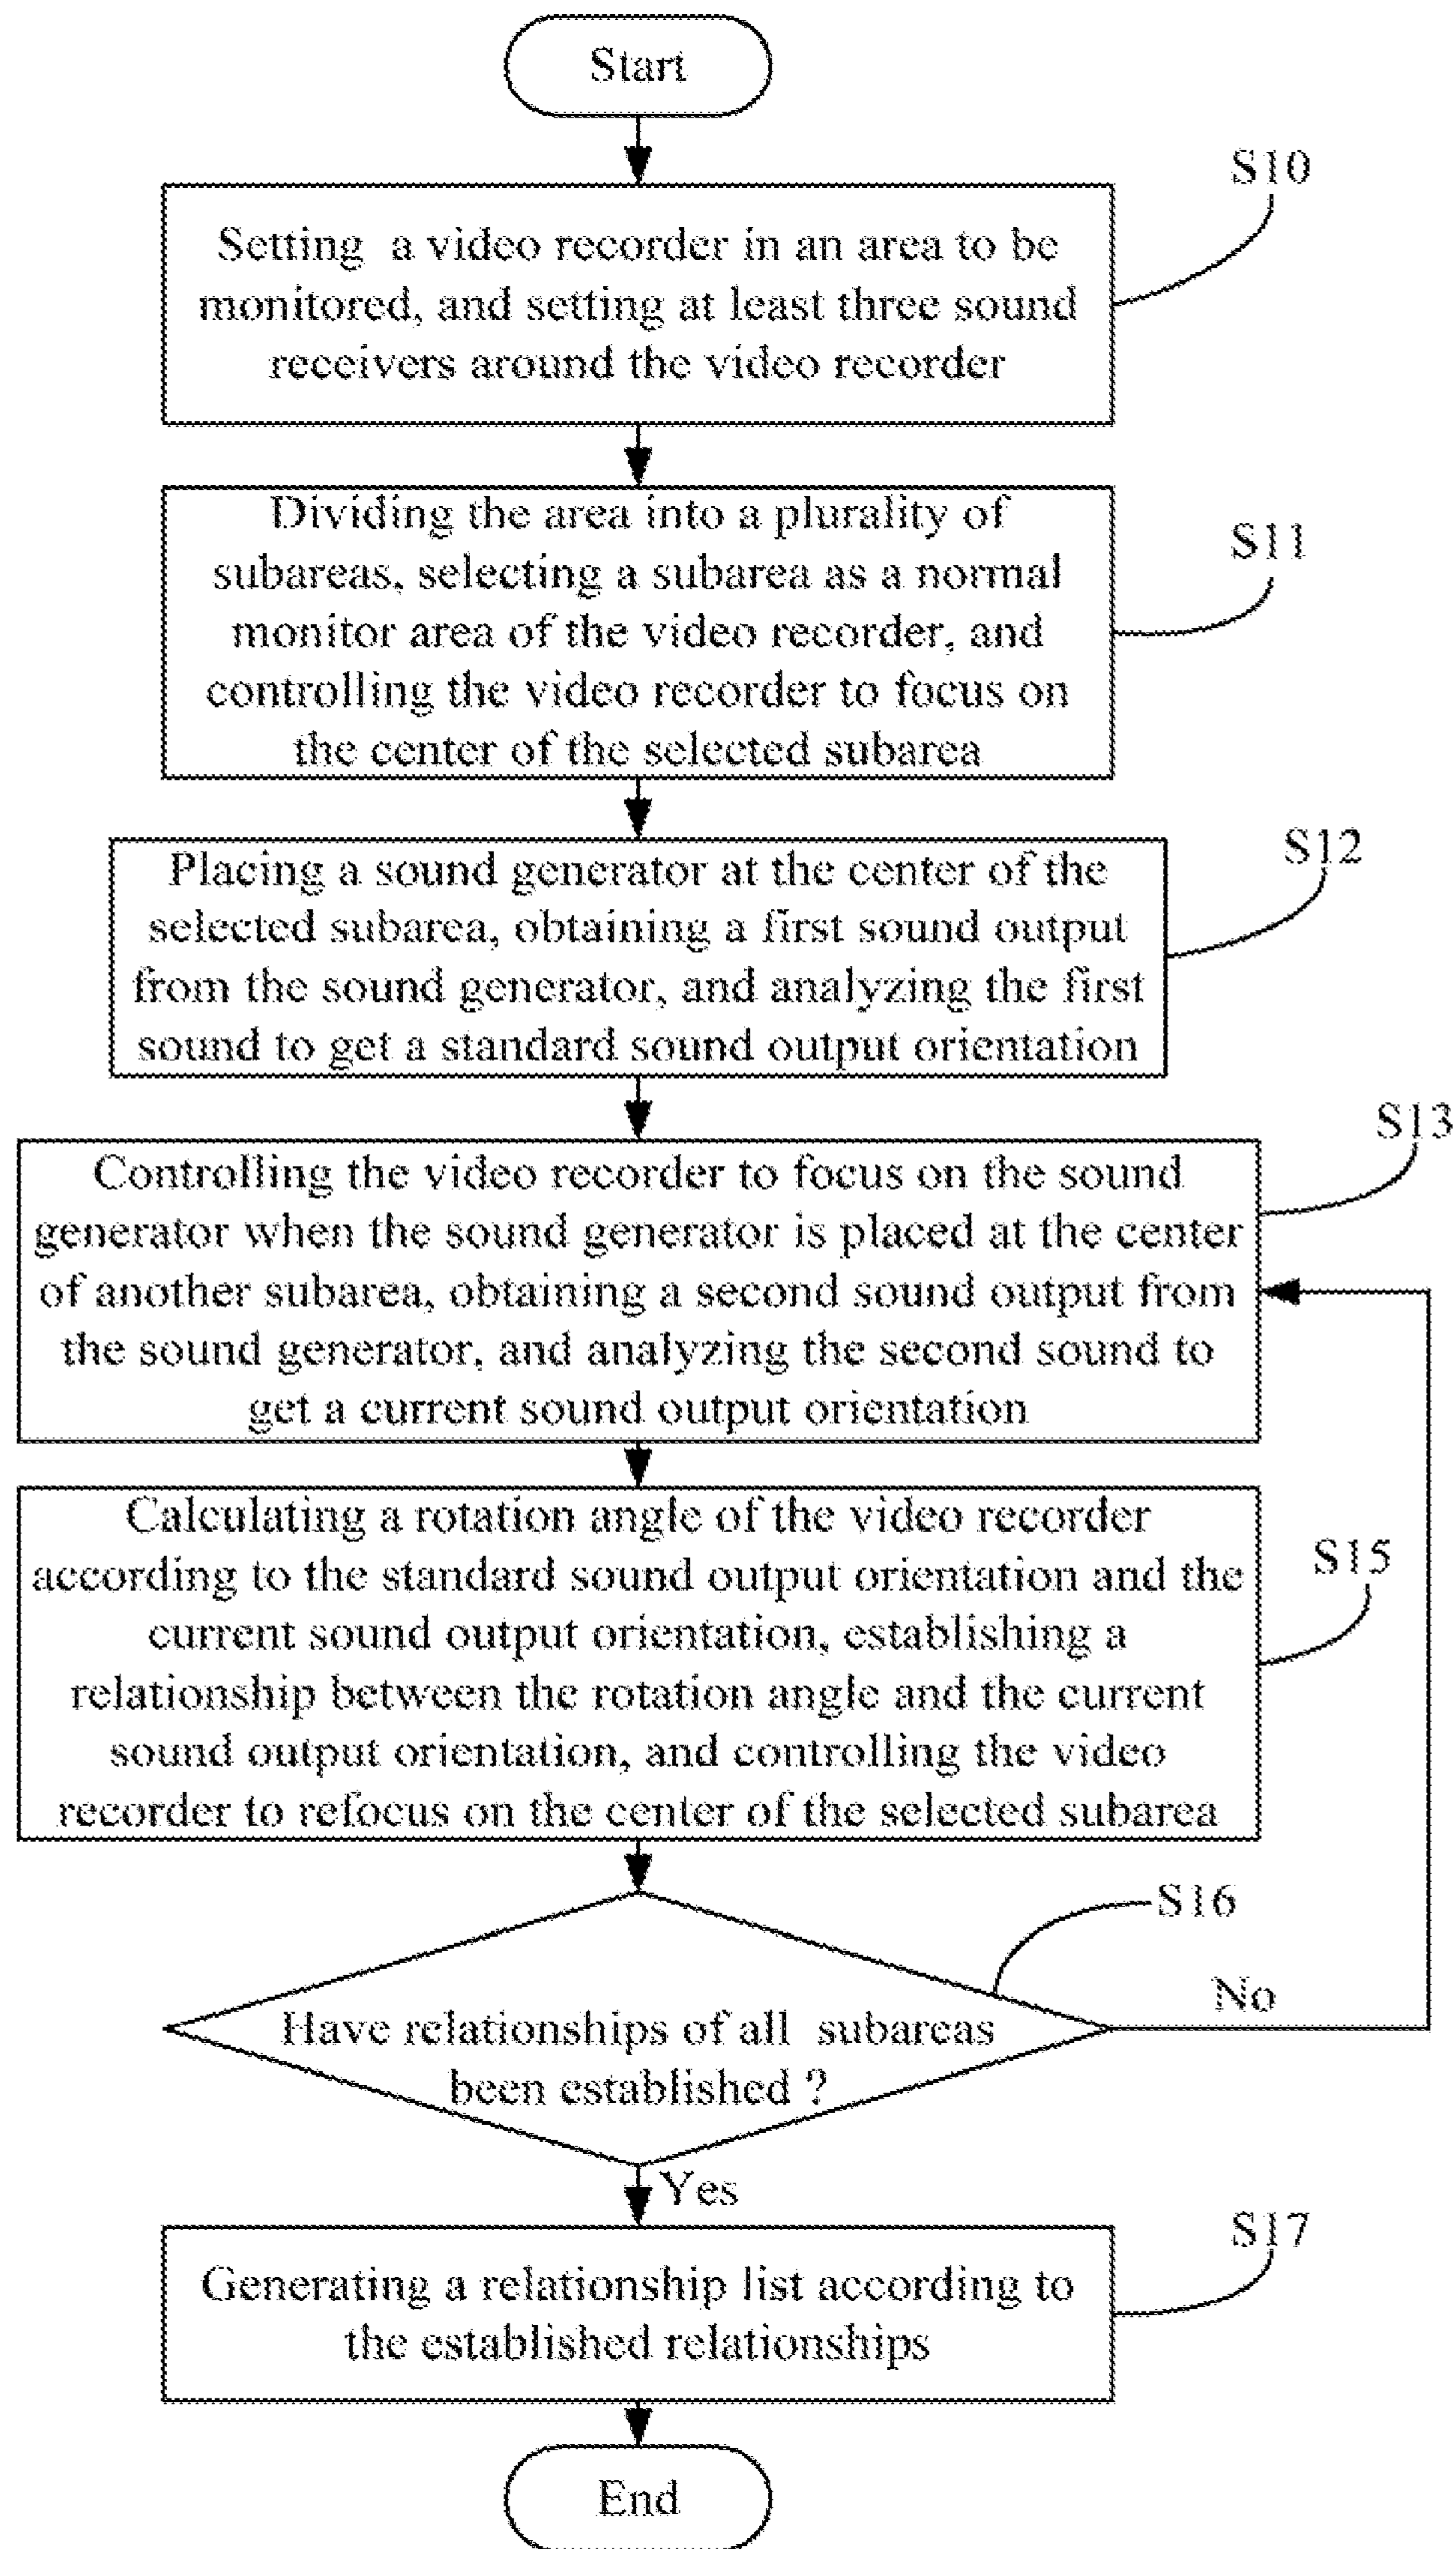 Start
S10
Setting a video recorder in an area to be
monitored, and setting at least three sound
receivers around the video recorder
S11
Dividing the area into a plurality of
subareas, selecting a subarea as a normal
monitor area of the video recorder, and
controlling the video recorder to focus on
the center of the selected subarea
S12
Placing a sound generator at the center of the
selected subarea, obtaining a first sound output
from the sound generator, and analyzing the first
sound to get a standard sound output orientation
S13
Controlling the video recorder to focus on the sound
generator when the sound generator is placed at the center
of another subarea, obtaining a second sound output from
the sound generator, and analyzing the second sound to
get a current sound output orientation
S15
Calculating a rotation angle of the video recorder
according to the standard sound output orientation and the
current sound output orientation, establishing a
relationship between the rotation angle and the current
sound output orientation, and controlling the video
recorder to refocus on the center of the selected subarea
S16
No
Have relationships of all subareas
been established ?
Yes
S17
Generating a relationship list according to
the established relationships
End